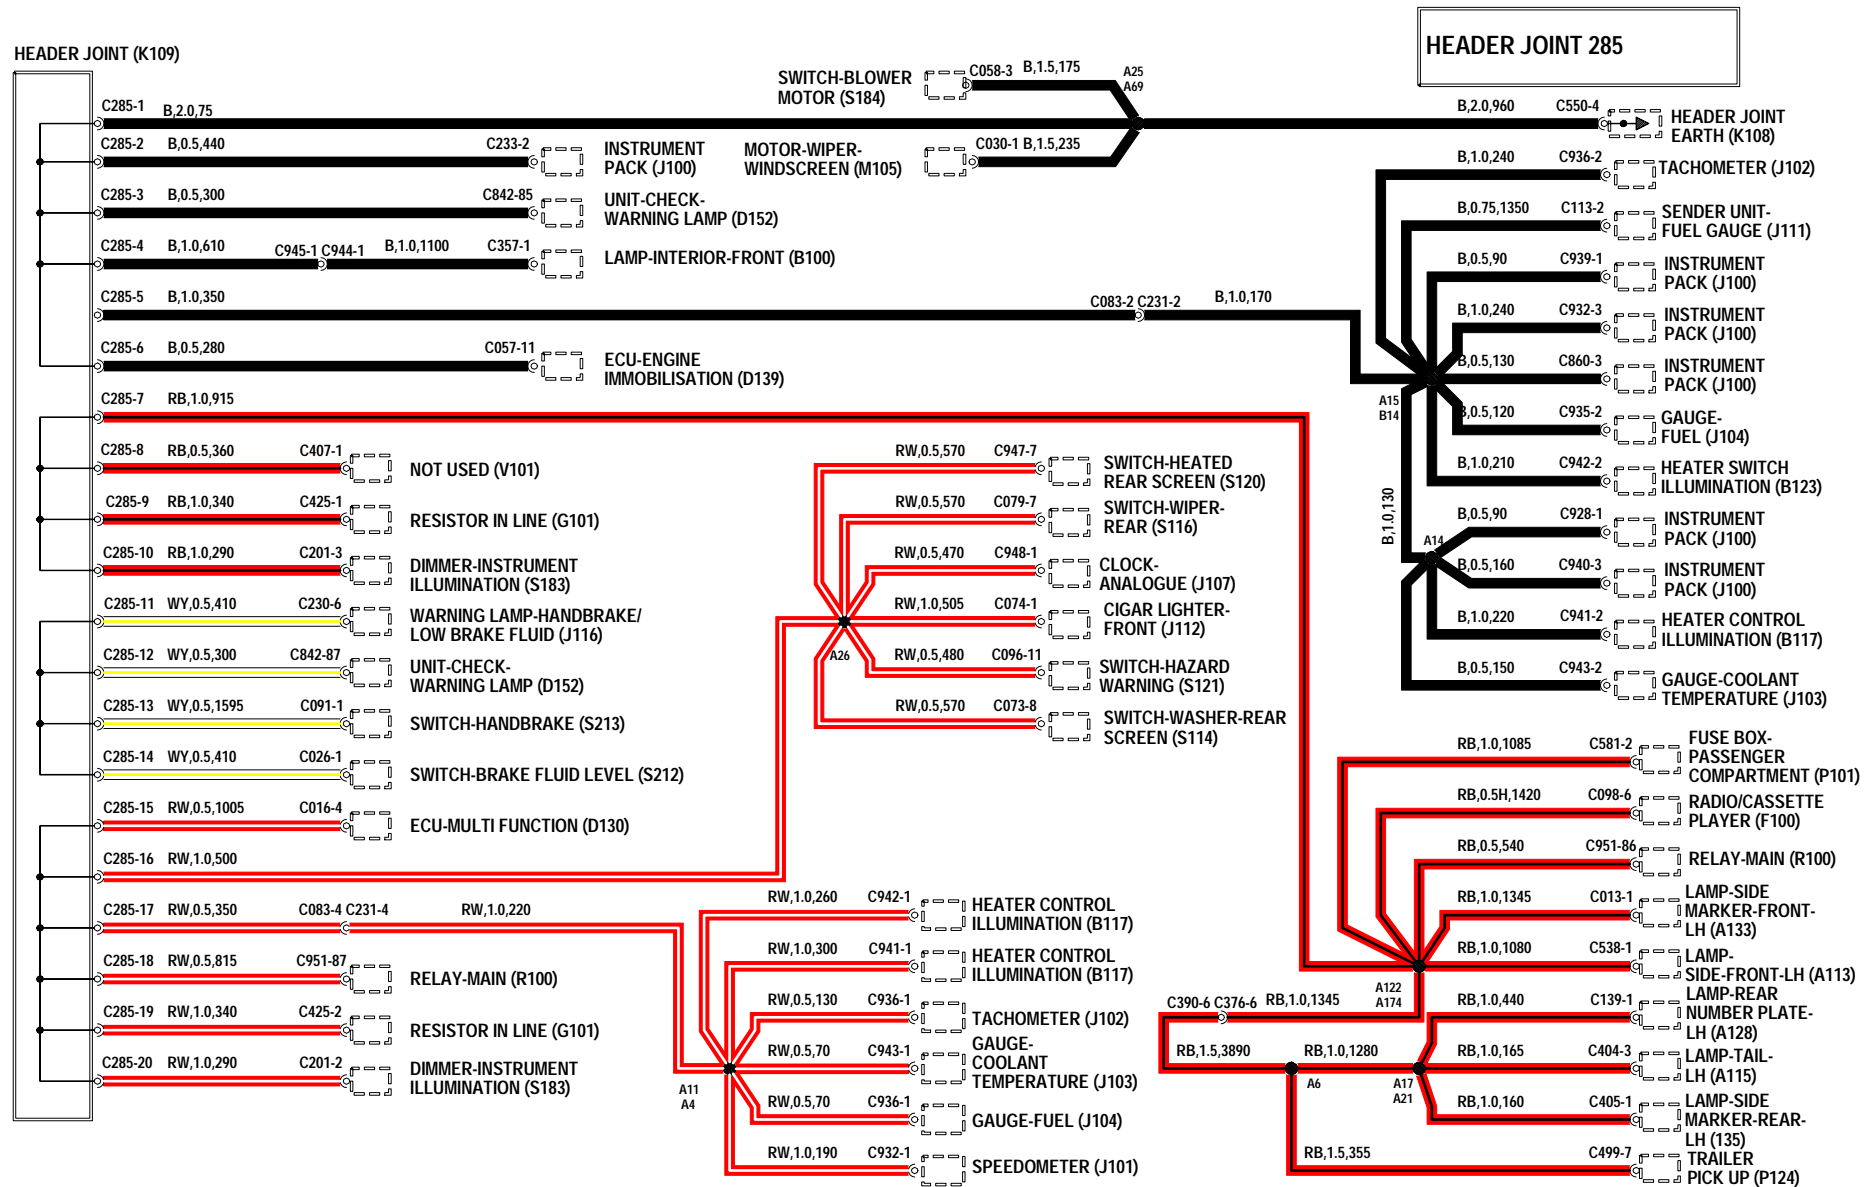 HEADER JOINT 285
HEADER JOINT (K109)
C285-1 B,2.0,75
SWITCH-BLOWER
MOTOR (S184)
C058-3 B,1.5,175
A25
A69
B,2.0,960 C550-4
HEADER JOINT
EARTH (K108)
C285-2 B,0.5,440 C233-2
INSTRUMENT
PACK (J100)
MOTOR-WIPER-
WINDSCREEN (M105)
C030-1 B,1.5,235
B,1.0,240 C936-2
TACHOMETER (J102)
C285-3 B,0.5,300 C842-85
UNIT-CHECK-
WARNING LAMP (D152)
B,0.75,1350 C113-2
SENDER UNIT-
FUEL GAUGE (J111)
C285-4 B,1.0,610 C945-1 C944-1 B,1.0,1100 C357-1
LAMP-INTERIOR-FRONT (B100)
B,0.5,90 C939-1
INSTRUMENT
PACK (J100)
C285-5 B,1.0,350 C083-2 C231-2 B,1.0,170
B,1.0,240 C932-3
INSTRUMENT
PACK (J100)
C285-6 B,0.5,280 C057-11
ECU-ENGINE
IMMOBILISATION (D139)
B,0.5,130 C860-3
INSTRUMENT
PACK (J100)
A15
B14
B,0.5,120 C935-2
GAUGE-
FUEL (J104)
B,1.0,210 C942-2
HEATER SWITCH
ILLUMINATION (B123)
B,1.0,130
A14
B,0.5,90 C928-1
INSTRUMENT
PACK (J100)
B,0.5,160 C940-3
INSTRUMENT
PACK (J100)
B,1.0,220 C941-2
HEATER CONTROL
ILLUMINATION (B117)
B,0.5,150 C943-2
GAUGE-COOLANT
TEMPERATURE (J103)
C285-7 RB,1.0,915
C285-8 RB,0.5,360 C407-1
NOT USED (V101)
C285-9 RB,1.0,340 C425-1
RESISTOR IN LINE (G101)
C285-10 RB,1.0,290 C201-3
DIMMER-INSTRUMENT
ILLUMINATION (S183)
C285-11 WY,0.5,410 C230-6
WARNING LAMP-HANDBRAKE/
LOW BRAKE FLUID (J116)
C285-12 WY,0.5,300 C842-87
UNIT-CHECK-
WARNING LAMP (D152)
C285-13 WY,0.5,1595 C091-1
SWITCH-HANDBRAKE (S213)
C285-14 WY,0.5,410 C026-1
SWITCH-BRAKE FLUID LEVEL (S212)
C285-15 RW,0.5,1005 C016-4
ECU-MULTI FUNCTION (D130)
C285-16 RW,1.0,500
C285-17 RW,0.5,350 C083-4 C231-4 RW,1.0,220
C285-18 RW,0.5,815 C951-87
RELAY-MAIN (R100)
C285-19 RW,1.0,340 C425-2
RESISTOR IN LINE (G101)
C285-20 RW,1.0,290 C201-2
DIMMER-INSTRUMENT
ILLUMINATION (S183)
RW,0.5,570 C947-7
SWITCH-HEATED
REAR SCREEN (S120)
RW,0.5,570 C079-7
SWITCH-WIPER-
REAR (S116)
RW,0.5,470 C948-1
CLOCK-
ANALOGUE (J107)
RW,1.0,505 C074-1
CIGAR LIGHTER-
FRONT (J112)
A26
RW,0.5,480 C096-11
SWITCH-HAZARD
WARNING (S121)
RW,0.5,570 C073-8
SWITCH-WASHER-REAR
SCREEN (S114)
RW,1.0,260 C942-1
HEATER CONTROL
ILLUMINATION (B117)
RW,1.0,300 C941-1
HEATER CONTROL
ILLUMINATION (B117)
RW,0.5,130 C936-1
TACHOMETER (J102)
RW,0.5,70 C943-1
GAUGE-
COOLANT
TEMPERATURE (J103)
A11
A4
RW,0.5,70 C936-1
GAUGE-FUEL (J104)
RW,1.0,190 C932-1
SPEEDOMETER (J101)
RB,1.0,1085 C581-2
FUSE BOX-
PASSENGER
COMPARTMENT (P101)
RB,0.5H,1420 C098-6
RADIO/CASSETTE
PLAYER (F100)
RB,0.5,540 C951-86
RELAY-MAIN (R100)
RB,1.0,1345 C013-1
LAMP-SIDE
MARKER-FRONT-
LH (A133)
RB,1.0,1080 C538-1
LAMP-
SIDE-FRONT-LH (A113)
A122
A174
C390-6 C376-6 RB,1.0,1345
RB,1.0,440 C139-1
LAMP-REAR
NUMBER PLATE-
LH (A128)
RB,1.5,3890 RB,1.0,1280
RB,1.0,165 C404-3
LAMP-TAIL-
LH (A115)
A6
A17
A21
RB,1.0,160 C405-1
LAMP-SIDE
MARKER-REAR-
LH (135)
RB,1.5,355 C499-7
TRAILER
PICK UP (P124)